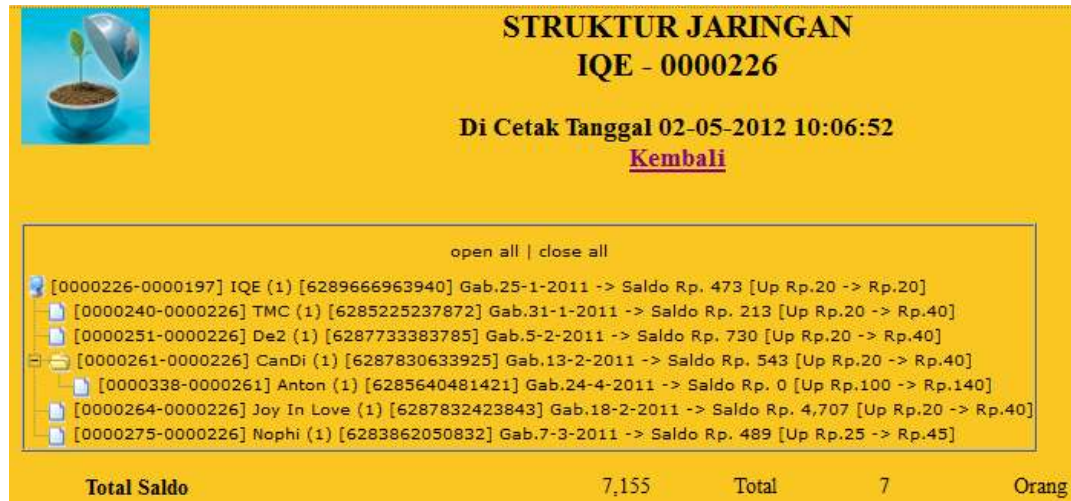 STRUKTUR JARINGAN
IQE - 0000226
Di Cetak Tanggal 02-05-2012 10:06:52
Kembali
open all | close all
[0000226-0000197] IQE (1) [6289666963940] Gab.25-1-2011 -> Saldo Rp. 473 [Up Rp.20 -> Rp.20]
[0000240-0000226] TMC (1) [6285225237872] Gab.31-1-2011 -> Saldo Rp. 213 [Up Rp.20 -> Rp.40]
[0000251-0000226] De2 (1) [6287733383785] Gab.5-2-2011 -> Saldo Rp. 730 [Up Rp.20 -> Rp.40]
[0000261-0000226] CanDi (1) [6287830633925] Gab.13-2-2011 -> Saldo Rp. 543 [Up Rp.20 -> Rp.40]
[0000338-0000261] Anton (1) [6285640481421] Gab.24-4-2011 -> Saldo Rp. 0 [Up Rp.100 -> Rp.140]
[0000264-0000226] Joy In Love (1) [6287832423843] Gab.18-2-2011 -> Saldo Rp. 4,707 [Up Rp.20 -> Rp.40]
[0000275-0000226] Nophi (1) [6283862050832] Gab.7-3-2011 -> Saldo Rp. 489 [Up Rp.25 -> Rp.45]
Total Saldo 7,155 Total 7 Orang